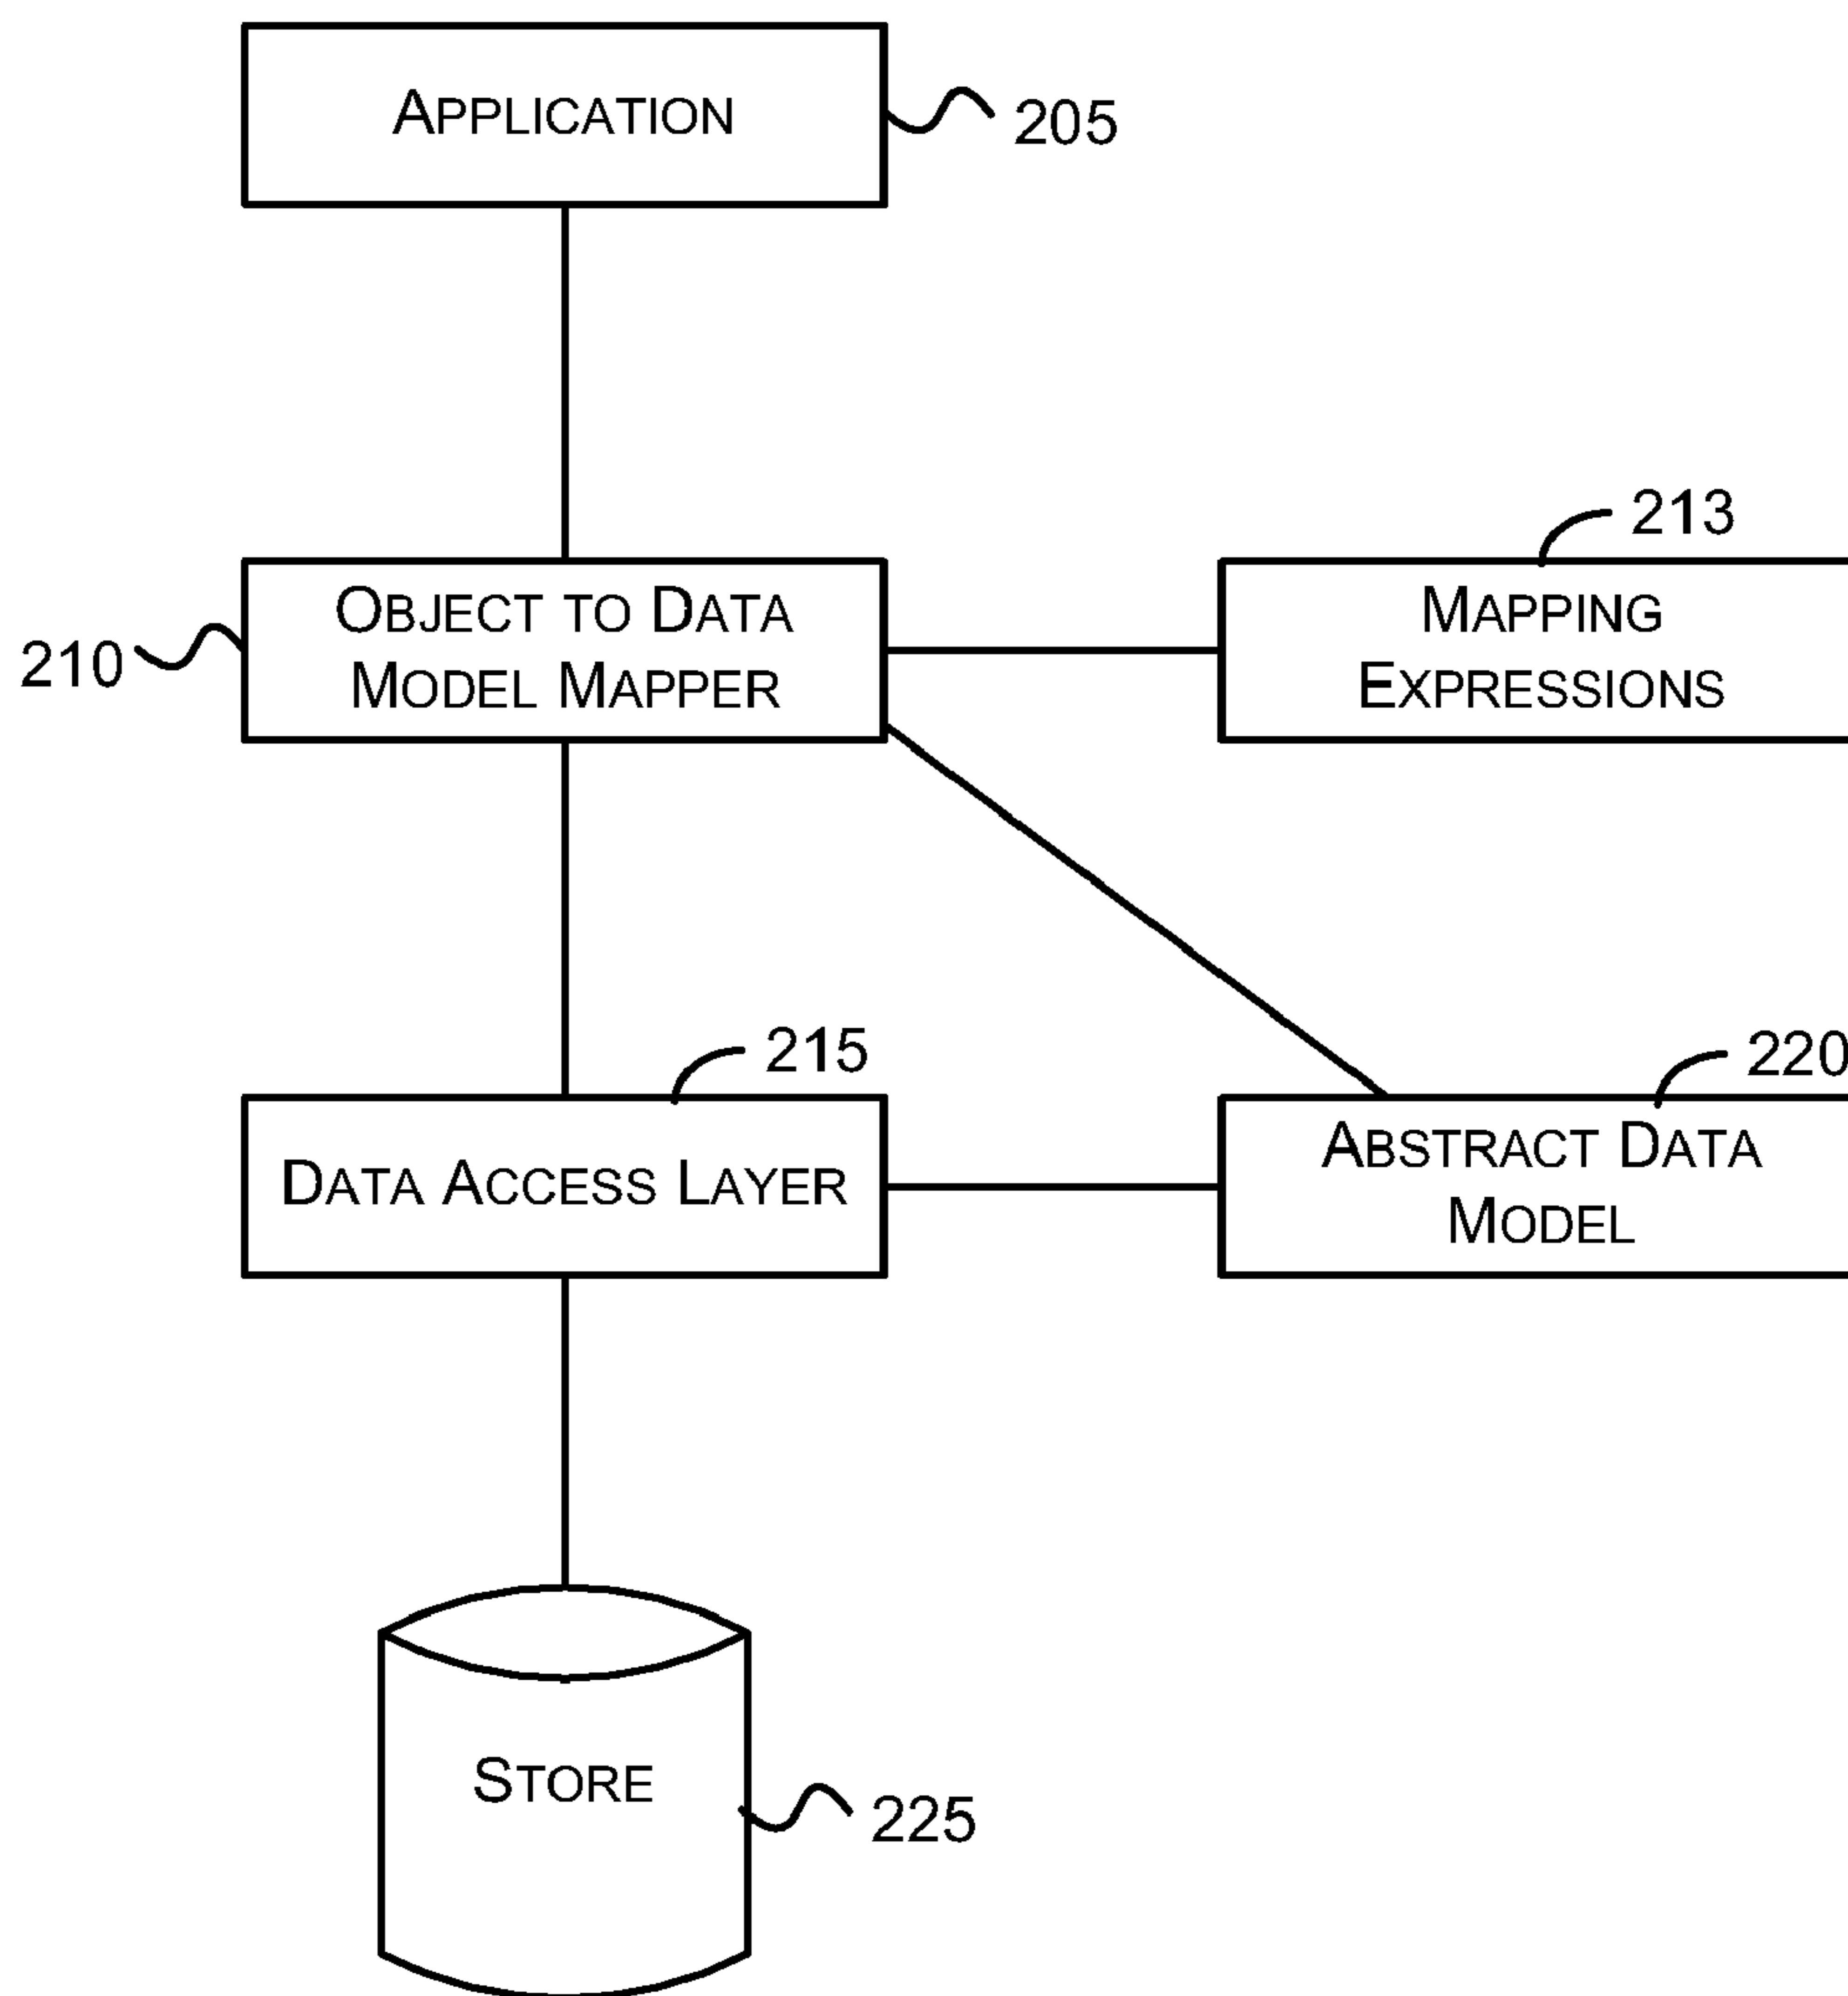 APPLICATION
205
213
OBJECT TO DATA
MODEL MAPPER
210
MAPPING
EXPRESSIONS
215
220
DATA ACCESS LAYER
ABSTRACT DATA
MODEL
STORE
225